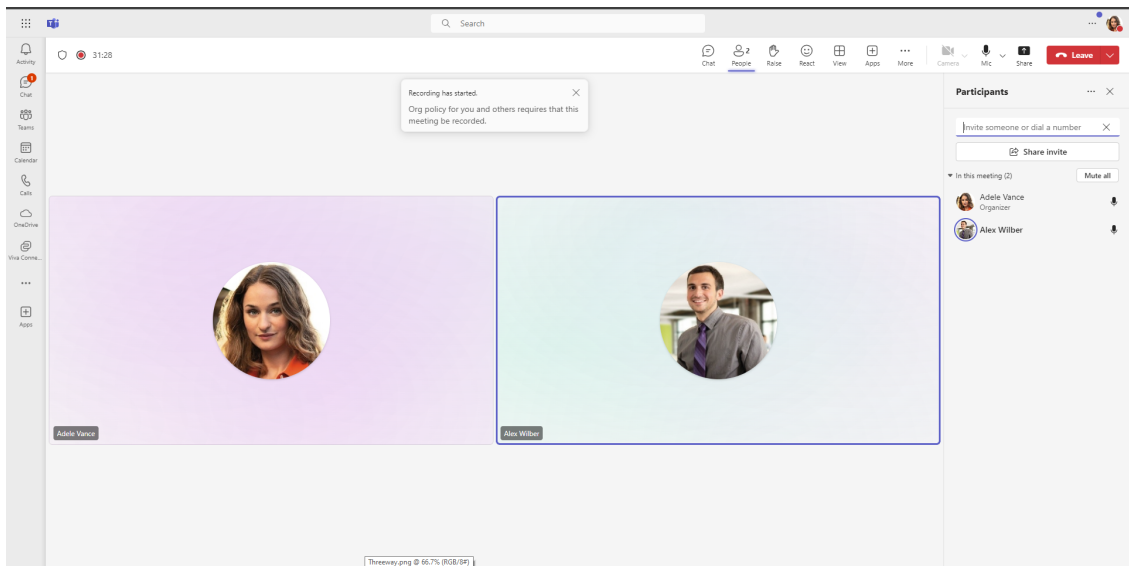 Search
31:28
Chat
2
People
Raise
React
View
Apps
More
Camera
Mic
Share
Leave
Activity
1
Chat
Teams
Calendar
Calls
OneDrive
Viva Conne...
Apps
Recording has started.
Org policy for you and others requires that this
meeting be recorded.
Adele Vance
Alex Wilber
Participants
Invite someone or dial a number
Share invite
In this meeting (2)
Mute all
Adele Vance
Organizer
Alex Wilber
Threeway.png @ 66.7% (RGB/8#)